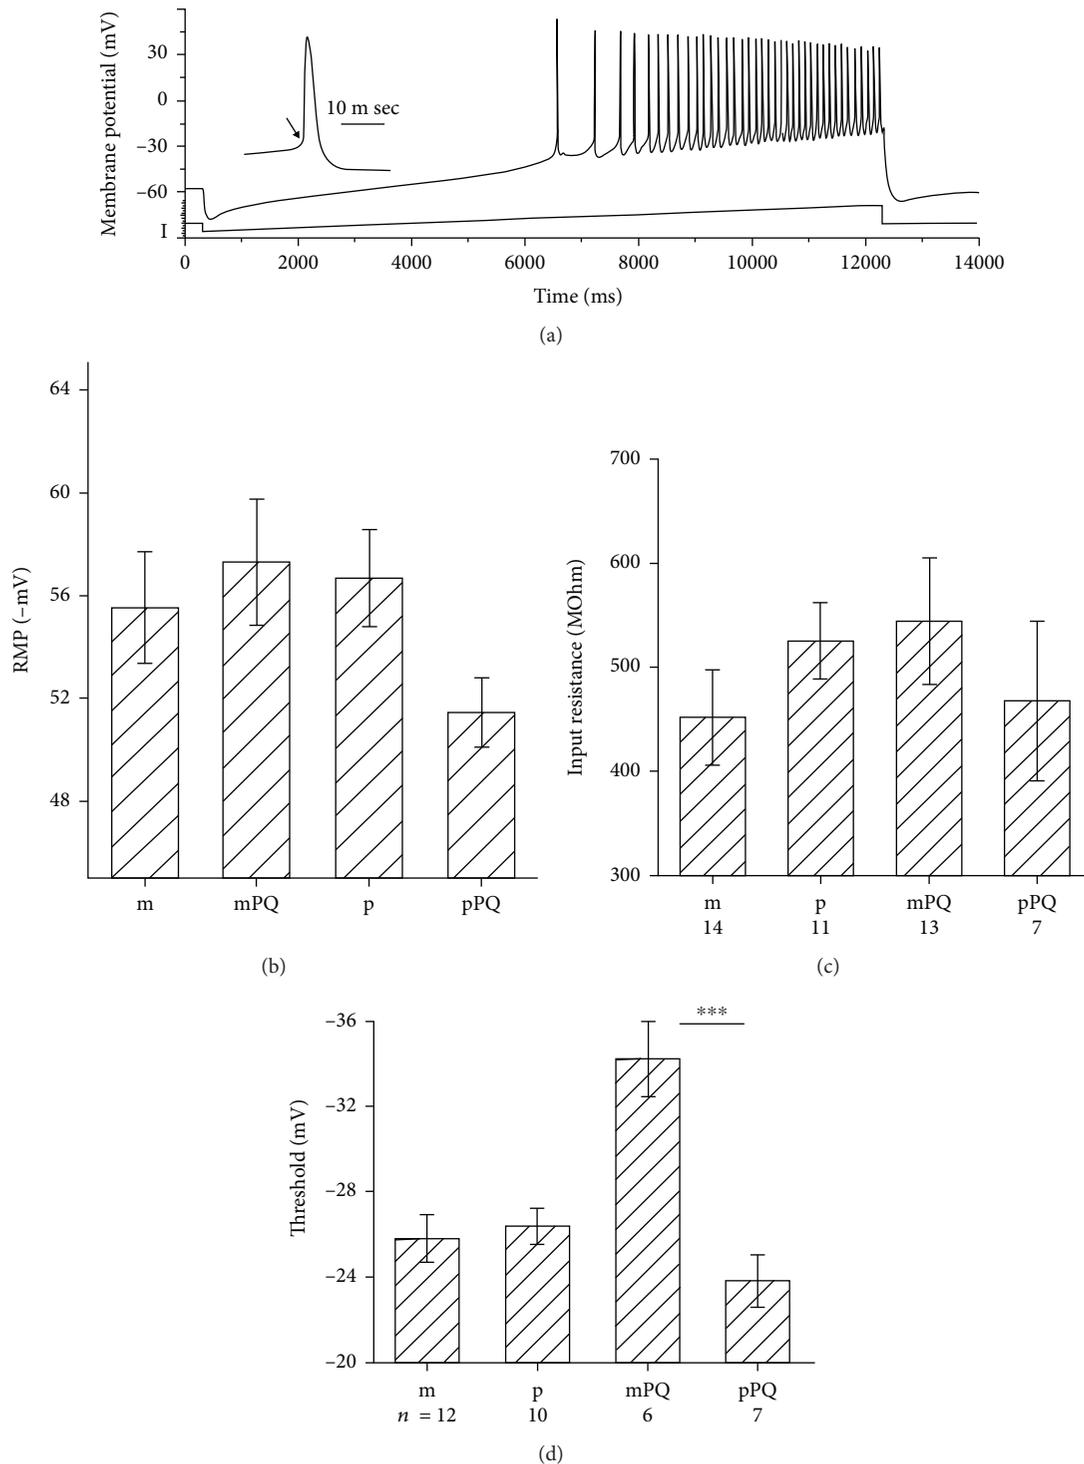 Membrane potential (mV)
30
0
−30
−60
I
10 m sec
0 2000 4000 6000 8000 10000 12000 14000
Time (ms)
(a)
RMP (−mV)
64
60
56
52
48
m mPQ p pPQ
(b)
Input resistance (MOhm)
700
600
500
400
300
m p mPQ pPQ
14 11 13 7
(c)
Threshold (mV)
−36
−32
−28
−24
−20
***
m p mPQ pPQ
n = 12 10 6 7
(d)